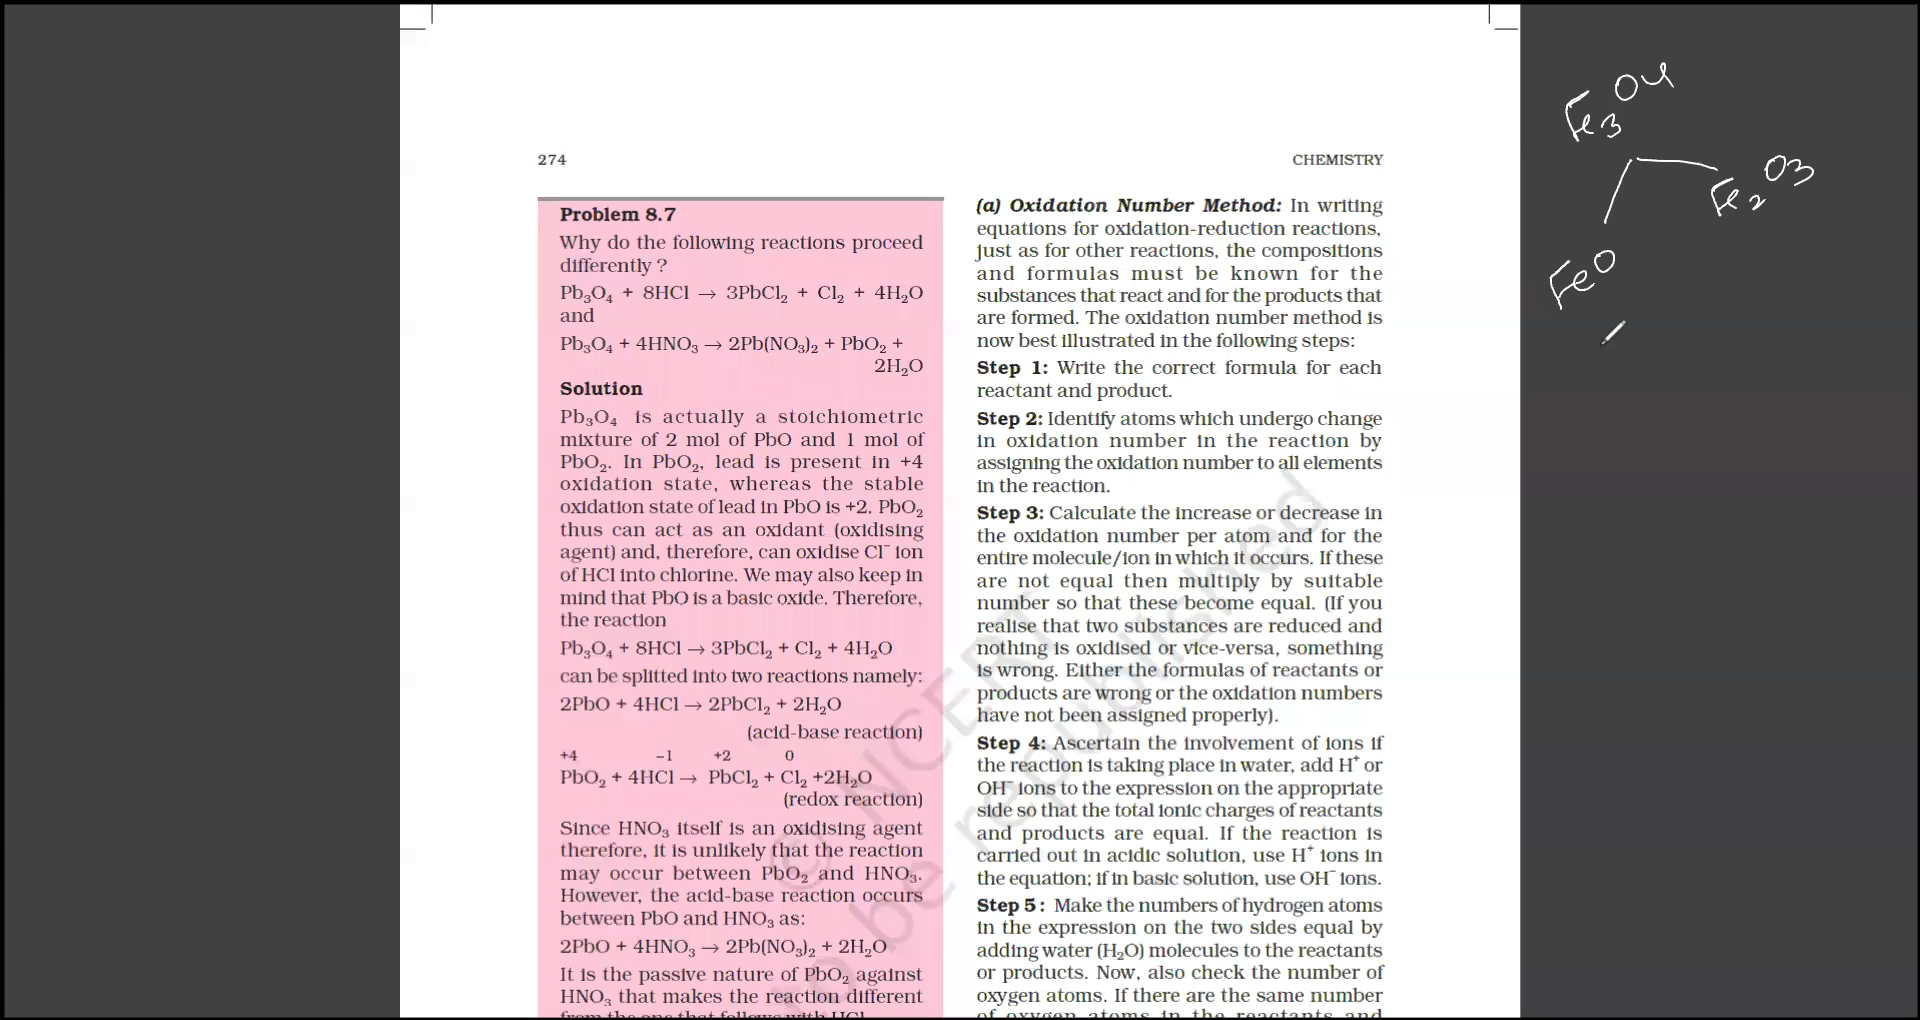 274
CHEMISTRY
Problem 8.7
Why do the following reactions proceed
differently ?
Pb₃O₄ + 8HCl → 3PbCl₂ + Cl₂ + 4H₂O
and
Pb₃O₄ + 4HNO₃ → 2Pb(NO₃)₂ + PbO₂ +
2H₂O
Solution
Pb₃O₄ is actually a stoichiometric
mixture of 2 mol of PbO and 1 mol of
PbO₂. In PbO₂, lead is present in +4
oxidation state, whereas the stable
oxidation state of lead in PbO is +2. PbO₂
thus can act as an oxidant (oxidising
agent) and, therefore, can oxidise Cl⁻ ion
of HCl into chlorine. We may also keep in
mind that PbO is a basic oxide. Therefore,
the reaction
Pb₃O₄ + 8HCl → 3PbCl₂ + Cl₂ + 4H₂O
can be splitted into two reactions namely:
2PbO + 4HCl → 2PbCl₂ + 2H₂O
(acid-base reaction)
+4 –1 +2 0
PbO₂ + 4HCl → PbCl₂ + Cl₂ +2H₂O
(redox reaction)
Since HNO₃ itself is an oxidising agent
therefore, it is unlikely that the reaction
may occur between PbO₂ and HNO₃.
However, the acid-base reaction occurs
between PbO and HNO₃ as:
2PbO + 4HNO₃ → 2Pb(NO₃)₂ + 2H₂O
It is the passive nature of PbO₂ against
HNO₃ that makes the reaction different
from the one that follows with HCl.
(a) Oxidation Number Method: In writing
equations for oxidation-reduction reactions,
just as for other reactions, the compositions
and formulas must be known for the
substances that react and for the products that
are formed. The oxidation number method is
now best illustrated in the following steps:
Step 1: Write the correct formula for each
reactant and product.
Step 2: Identify atoms which undergo change
in oxidation number in the reaction by
assigning the oxidation number to all elements
in the reaction.
Step 3: Calculate the increase or decrease in
the oxidation number per atom and for the
entire molecule/ion in which it occurs. If these
are not equal then multiply by suitable
number so that these become equal. (If you
realise that two substances are reduced and
nothing is oxidised or vice-versa, something
is wrong. Either the formulas of reactants or
products are wrong or the oxidation numbers
have not been assigned properly).
Step 4: Ascertain the involvement of ions if
the reaction is taking place in water, add H⁺ or
OH⁻ ions to the expression on the appropriate
side so that the total ionic charges of reactants
and products are equal. If the reaction is
carried out in acidic solution, use H⁺ ions in
the equation; if in basic solution, use OH⁻ ions.
Step 5 : Make the numbers of hydrogen atoms
in the expression on the two sides equal by
adding water (H₂O) molecules to the reactants
or products. Now, also check the number of
oxygen atoms. If there are the same number
of oxygen atoms in the reactants and
© NCERT
to be republished
Fe₃O₄
Fe₂O₃
FeO